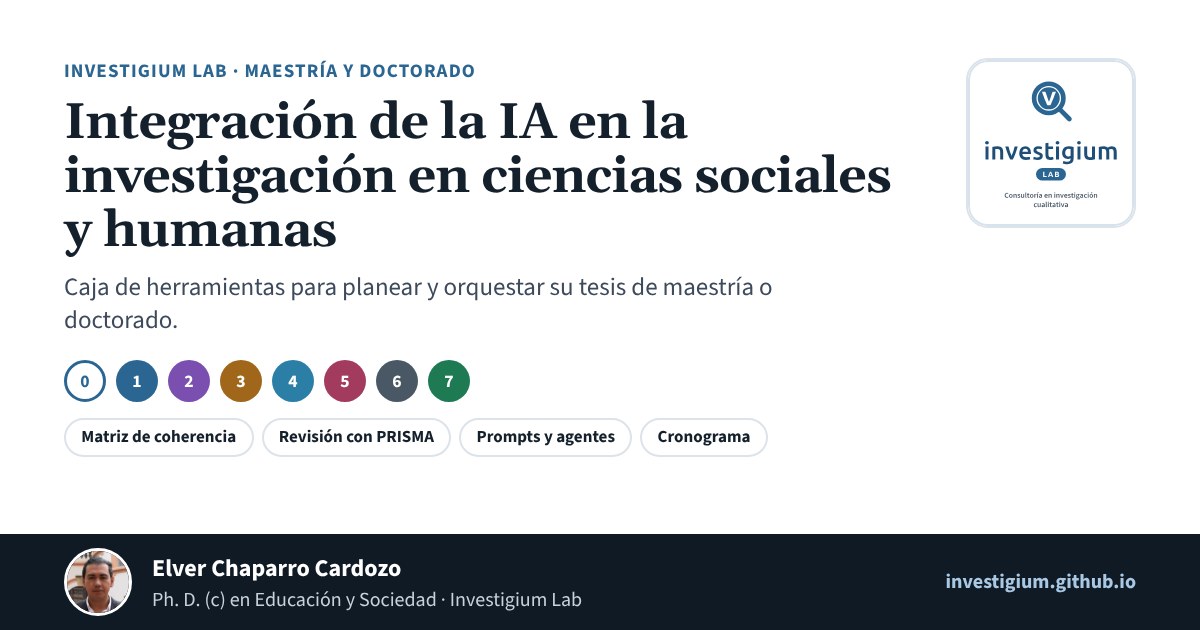 INVESTIGIUM LAB · MAESTRÍA Y DOCTORADO
Integración de la IA en la
investigación en ciencias sociales
y humanas
Caja de herramientas para planear y orquestar su tesis de maestría o
doctorado.
0 1 2 3 4 5 6 7
Matriz de coherencia Revisión con PRISMA Prompts y agentes Cronograma
V
investigium
LAB
Consultoría en investigación
cualitativa
Elver Chaparro Cardozo
Ph. D. (c) en Educación y Sociedad · Investigium Lab
investigium.github.io